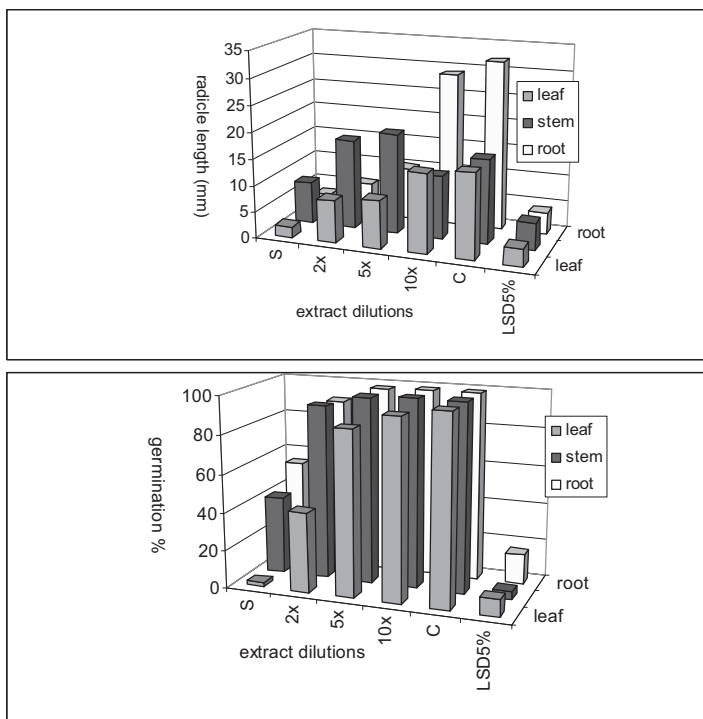 radicle length (mm)
35
30
25
20
15
10
5
0
S
2x
5x
10x
C
LSD5%
extract dilutions
root
leaf
leaf
stem
root
germination %
100
80
60
40
20
0
S
2x
5x
10x
C
LSD5%
extract dilutions
root
leaf
leaf
stem
root